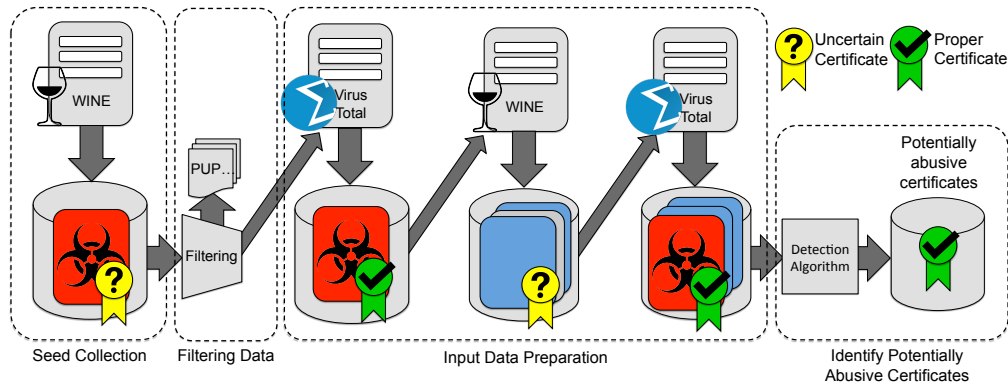 WINE
Seed Collection
PUP...
Filtering
Filtering Data
Virus
Total
WINE
Virus
Total
Input Data Preparation
?
Uncertain
Certificate
Proper
Certificate
?
?
Detection
Algorithm
Potentially
abusive
certificates
Identify Potentially
Abusive Certificates